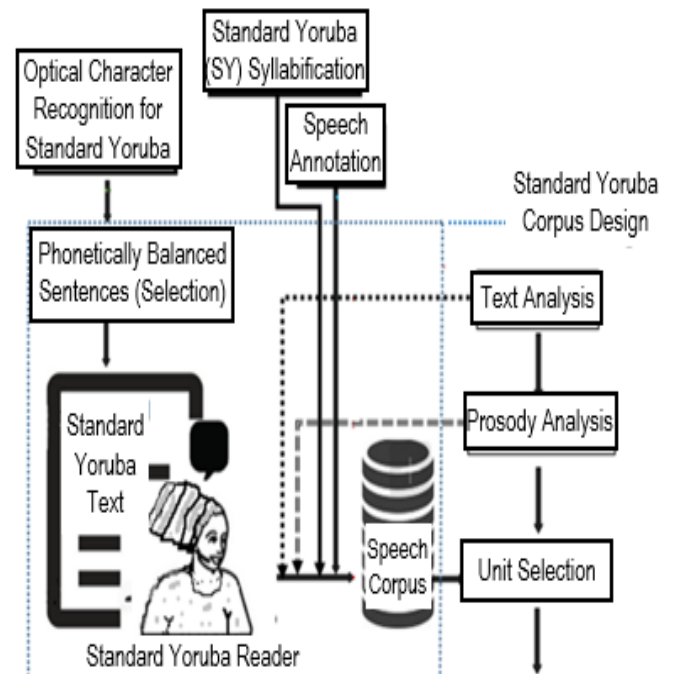 Standard Yoruba
(SY) Syllabification
Optical Character
Recognition for
Standard Yoruba
Speech
Annotation
Standard Yoruba
Corpus Design
Phonetically Balanced
Sentences (Selection)
Text Analysis
Prosody Analysis
Standard
Yoruba
Text
Speech
Corpus
Unit Selection
Standard Yoruba Reader